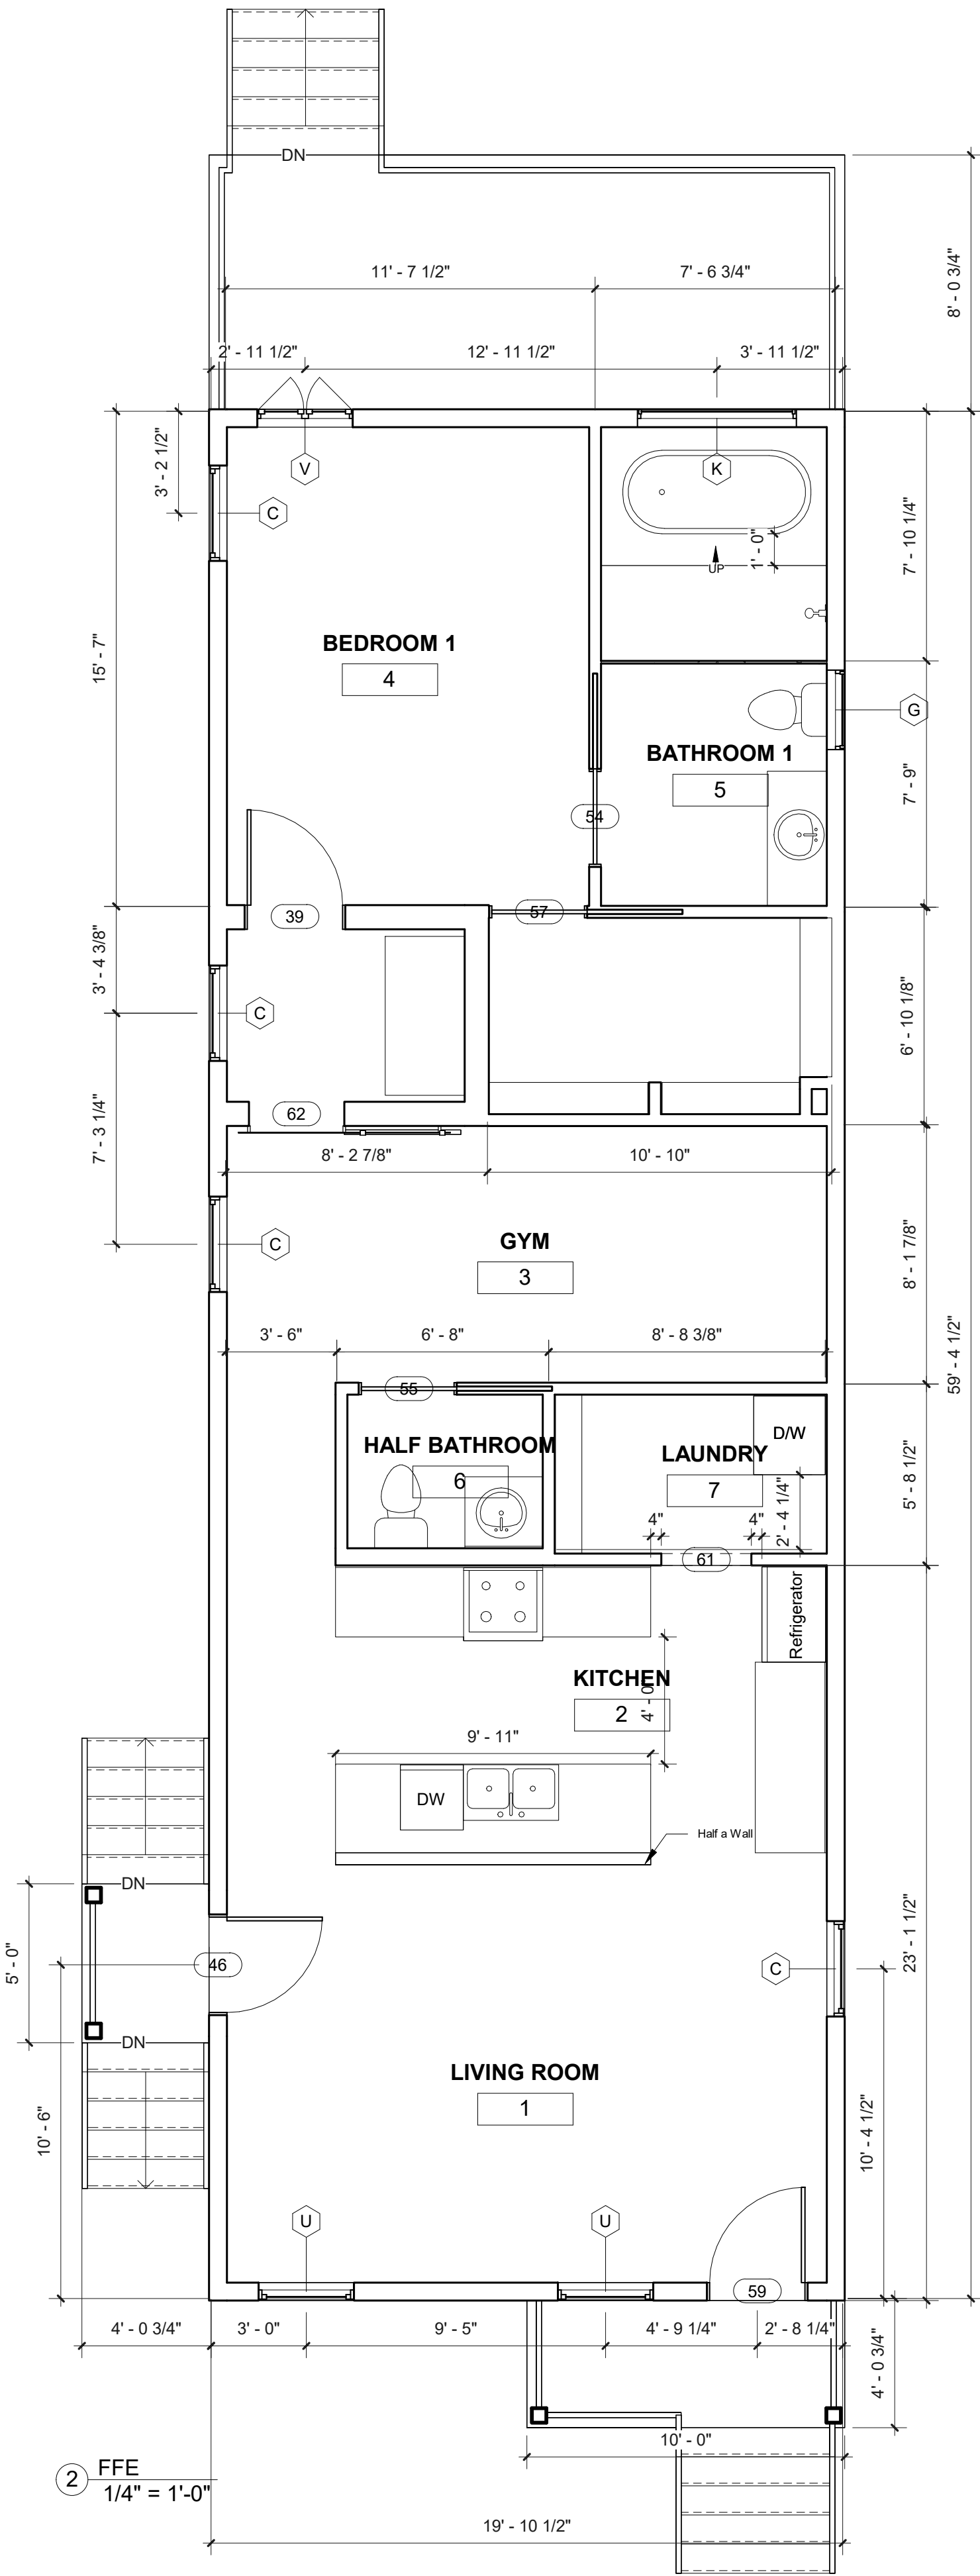 DN
8' - 0 3/4"
11' - 7 1/2"
7' - 6 3/4"
2' - 11 1/2"
12' - 11 1/2"
3' - 11 1/2"
3' - 2 1/2"
V
K
C
1' - 0"
UP
7' - 10 1/4"
15' - 7"
BEDROOM 1
4
G
BATHROOM 1
5
7' - 9"
54
39
57
3' - 4 3/8"
C
6' - 10 1/8"
62
7' - 3 1/4"
8' - 2 7/8"
10' - 10"
C
GYM
3
8' - 1 7/8"
3' - 6"
6' - 8"
8' - 8 3/8"
59' - 4 1/2"
55
D/W
HALF BATHROOM
6
LAUNDRY
7
5' - 8 1/2"
2' - 4 1/4"
4"
4"
61
Refrigerator
KITCHEN
2
4' - 0"
9' - 11"
DW
Half a Wall
DN
23' - 1 1/2"
5' - 0"
46
C
DN
LIVING ROOM
1
10' - 6"
10' - 4 1/2"
U
U
59
4' - 0 3/4"
3' - 0"
9' - 5"
4' - 9 1/4"
2' - 8 1/4"
4' - 0 3/4"
10' - 0"
2
FFE
1/4" = 1'-0"
19' - 10 1/2"